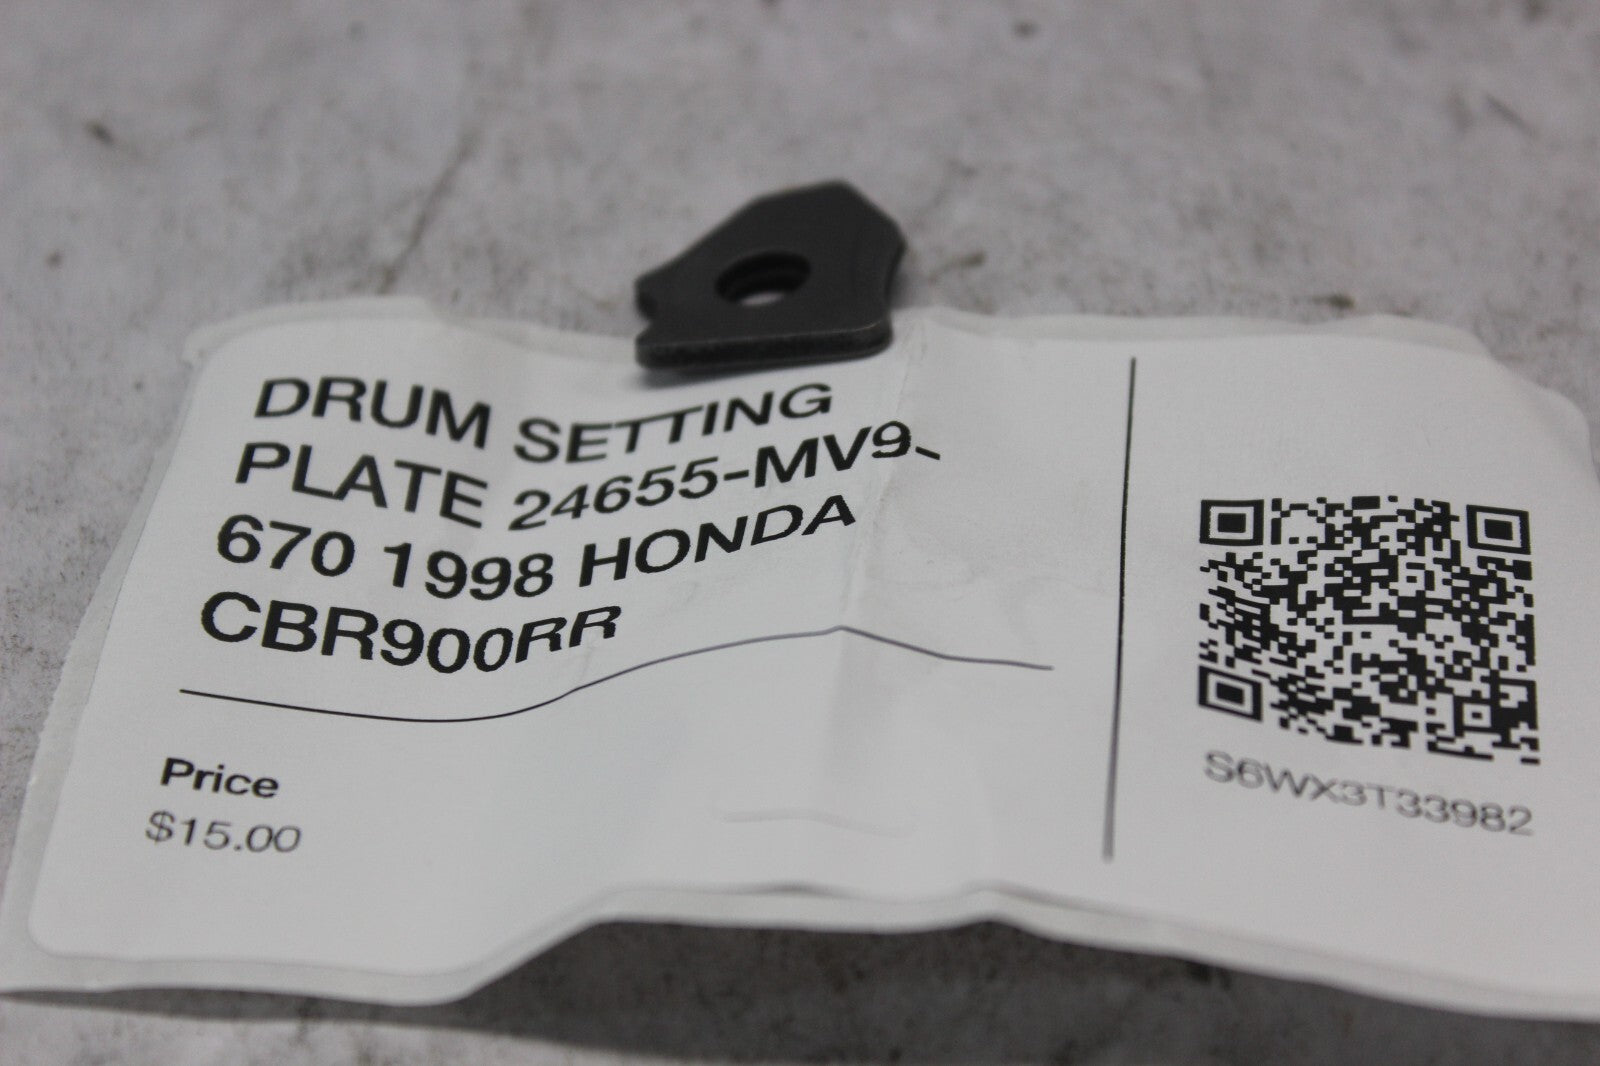 DRUM SETTING
PLATE 24655-MV9-
670 1998 HONDA
CBR900RR
Price
$15.00
S6WX3T33982